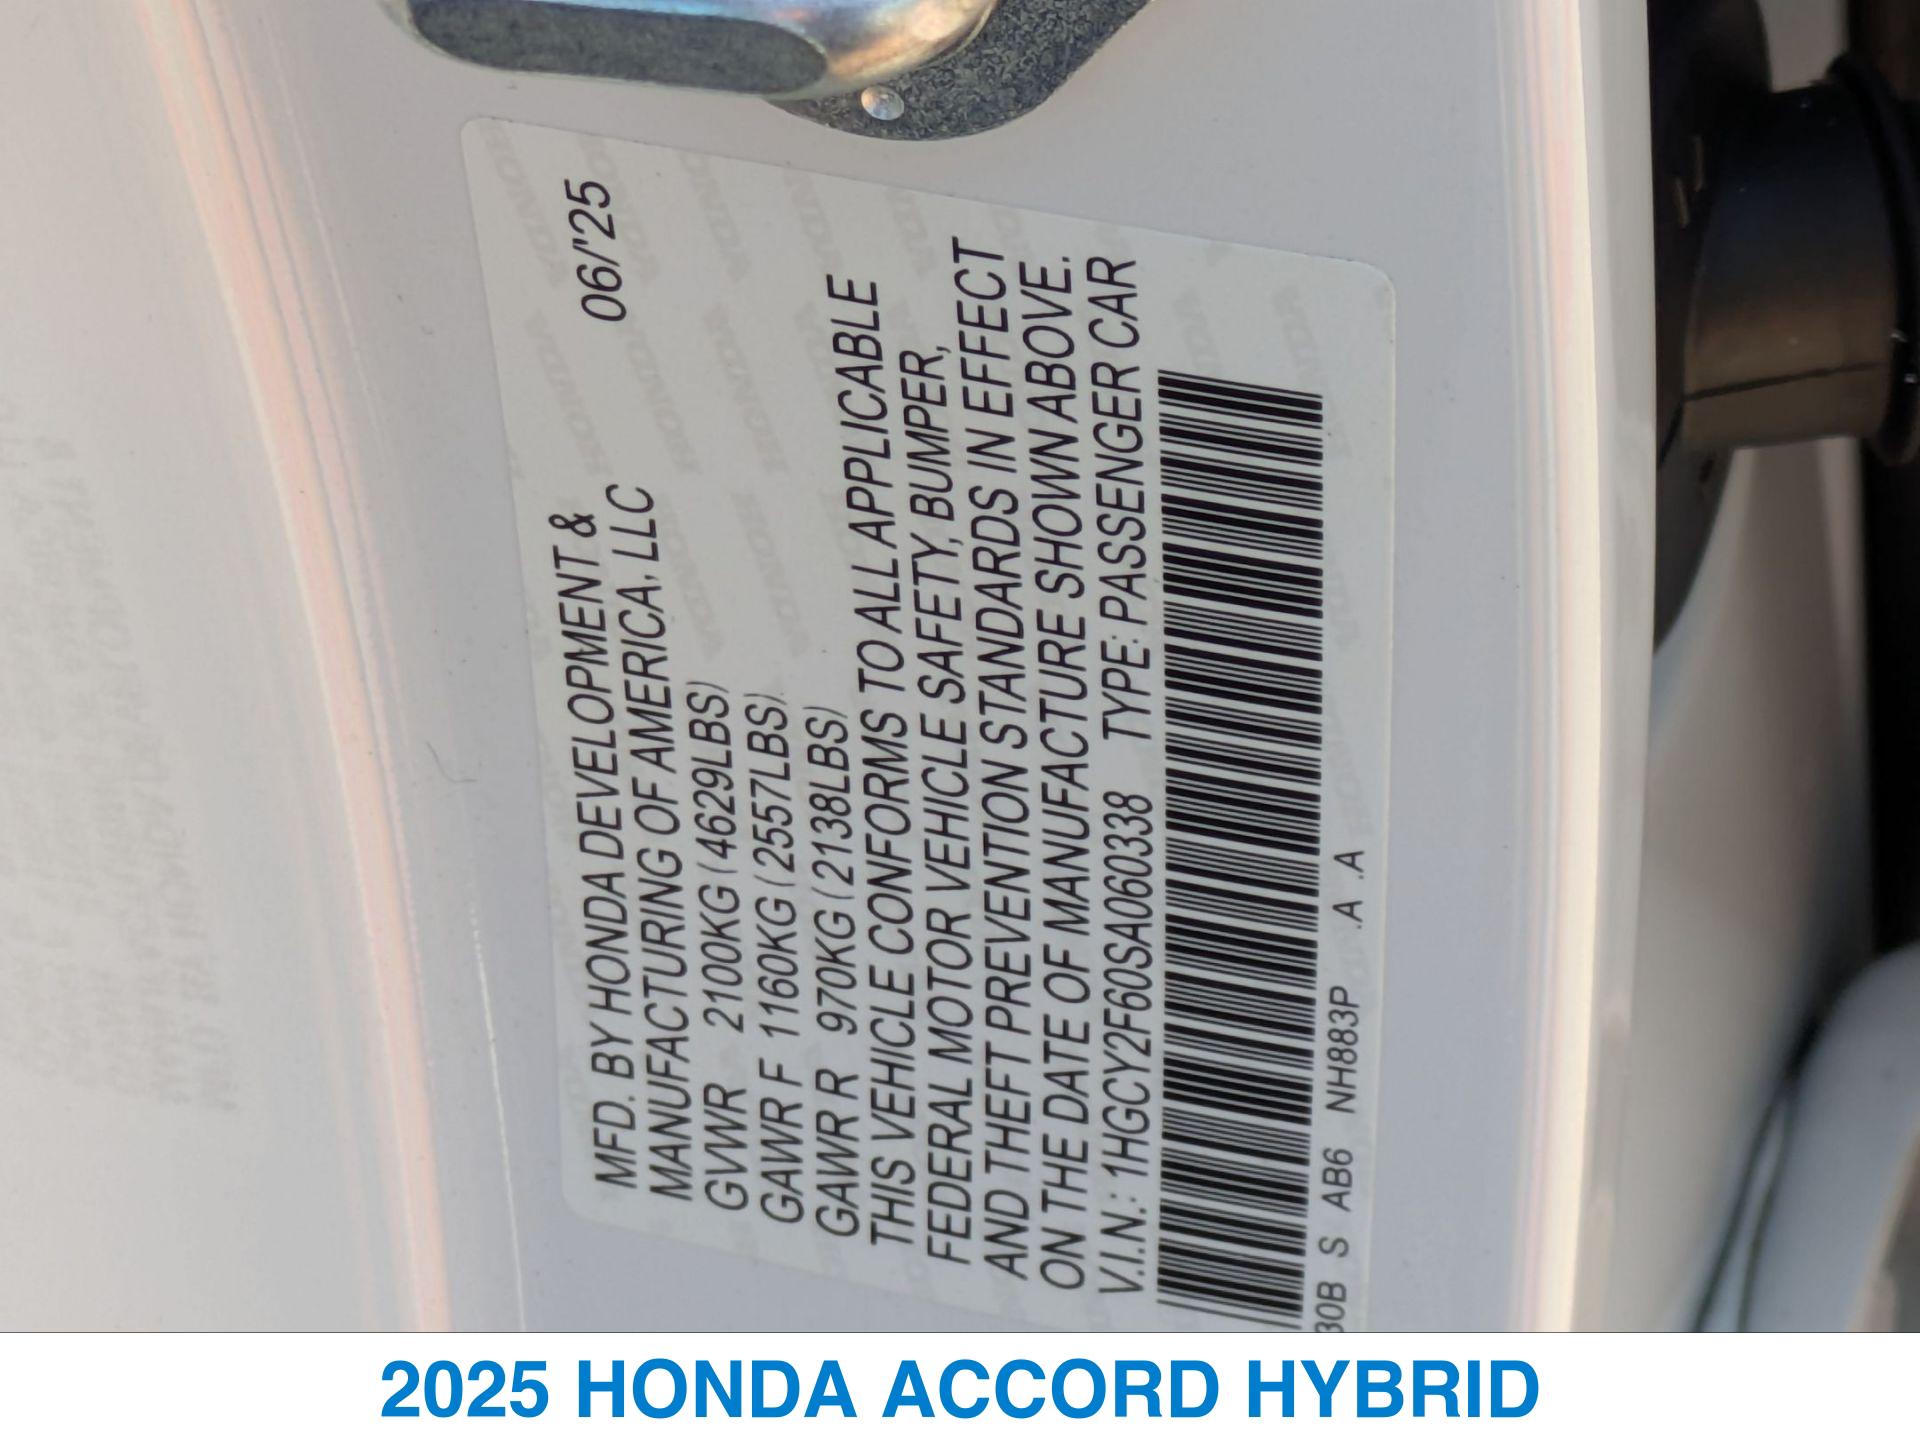 MFD. BY HONDA DEVELOPMENT & 06/'25
MANUFACTURING OF AMERICA, LLC
GVWR 2100KG (4629LBS)
GAWR F 1160KG (2557LBS)
GAWR R 970KG (2138LBS)
THIS VEHICLE CONFORMS TO ALL APPLICABLE
FEDERAL MOTOR VEHICLE SAFETY, BUMPER,
AND THEFT PREVENTION STANDARDS IN EFFECT
ON THE DATE OF MANUFACTURE SHOWN ABOVE.
V.I.N.: 1HGCY2F60SA060338 TYPE: PASSENGER CAR
30B S AB6 NH883P .A .A
2025 HONDA ACCORD HYBRID